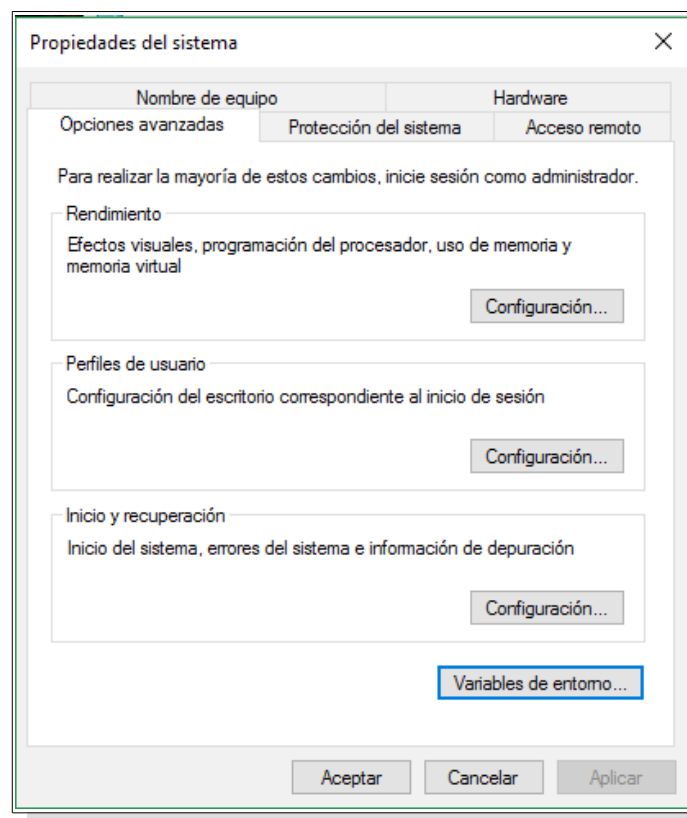 Propiedades del sistema
Nombre de equipo
Hardware
Opciones avanzadas
Protección del sistema
Acceso remoto
Para realizar la mayoría de estos cambios, inicie sesión como administrador.
Rendimiento
Efectos visuales, programación del procesador, uso de memoria y
memoria virtual
Configuración...
Perfiles de usuario
Configuración del escritorio correspondiente al inicio de sesión
Configuración...
Inicio y recuperación
Inicio del sistema, errores del sistema e información de depuración
Configuración...
Variables de entorno...
Aceptar
Cancelar
Aplicar